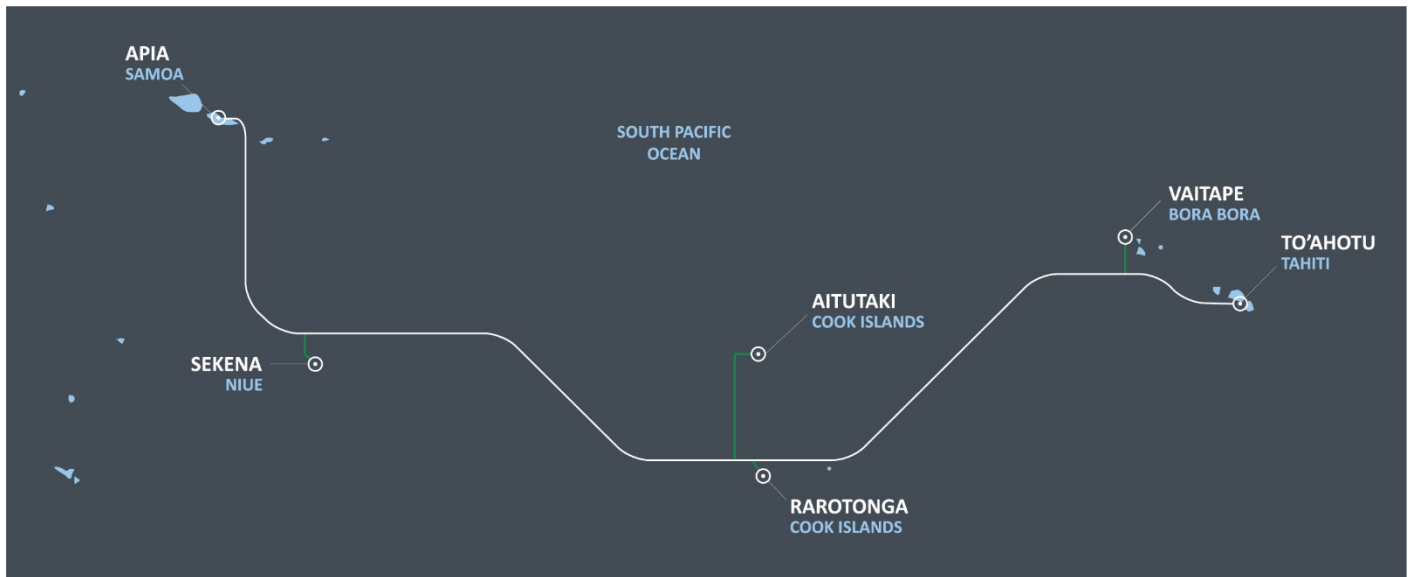 APIA
SAMOA
SOUTH PACIFIC
OCEAN
VAITAPE
BORA BORA
TO'AHOTU
TAHITI
AITUTAKI
COOK ISLANDS
SEKENA
NIUE
RAROTONGA
COOK ISLANDS